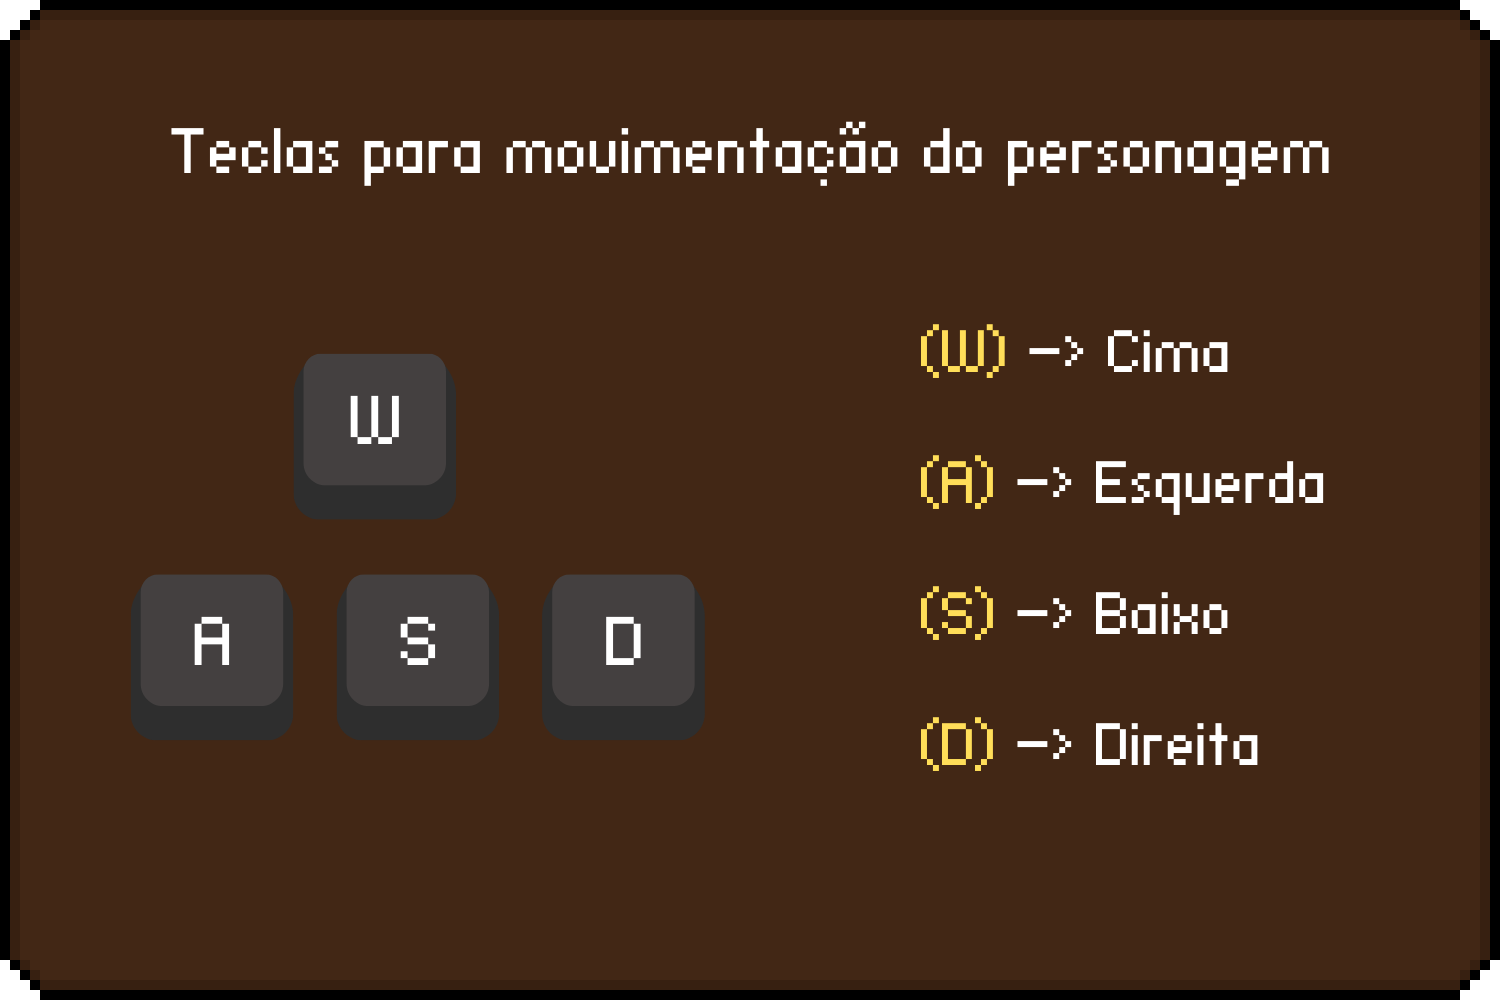 Teclas para movimentação do personagem
W
A S D
(W) -> Cima
(A) -> Esquerda
(S) -> Baixo
(D) -> Direita